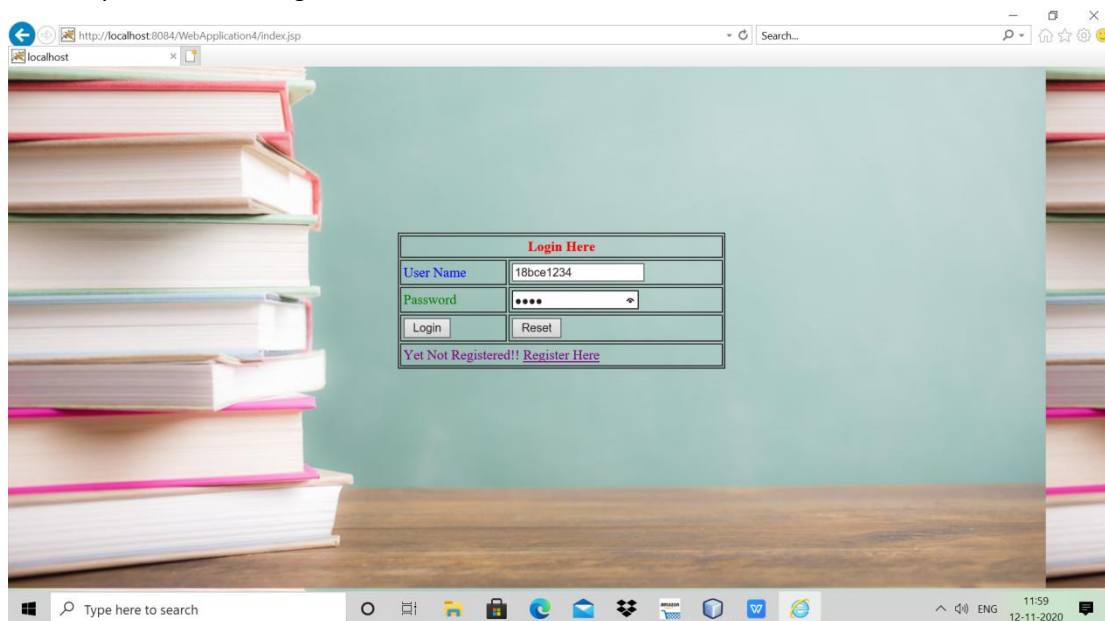 http://localhost:8084/WebApplication4/index.jsp
Search...
localhost
Login Here
User Name
18bce1234
Password
Login
Reset
Yet Not Registered!! Register Here
Type here to search
amazon
ENG
11:59
12-11-2020